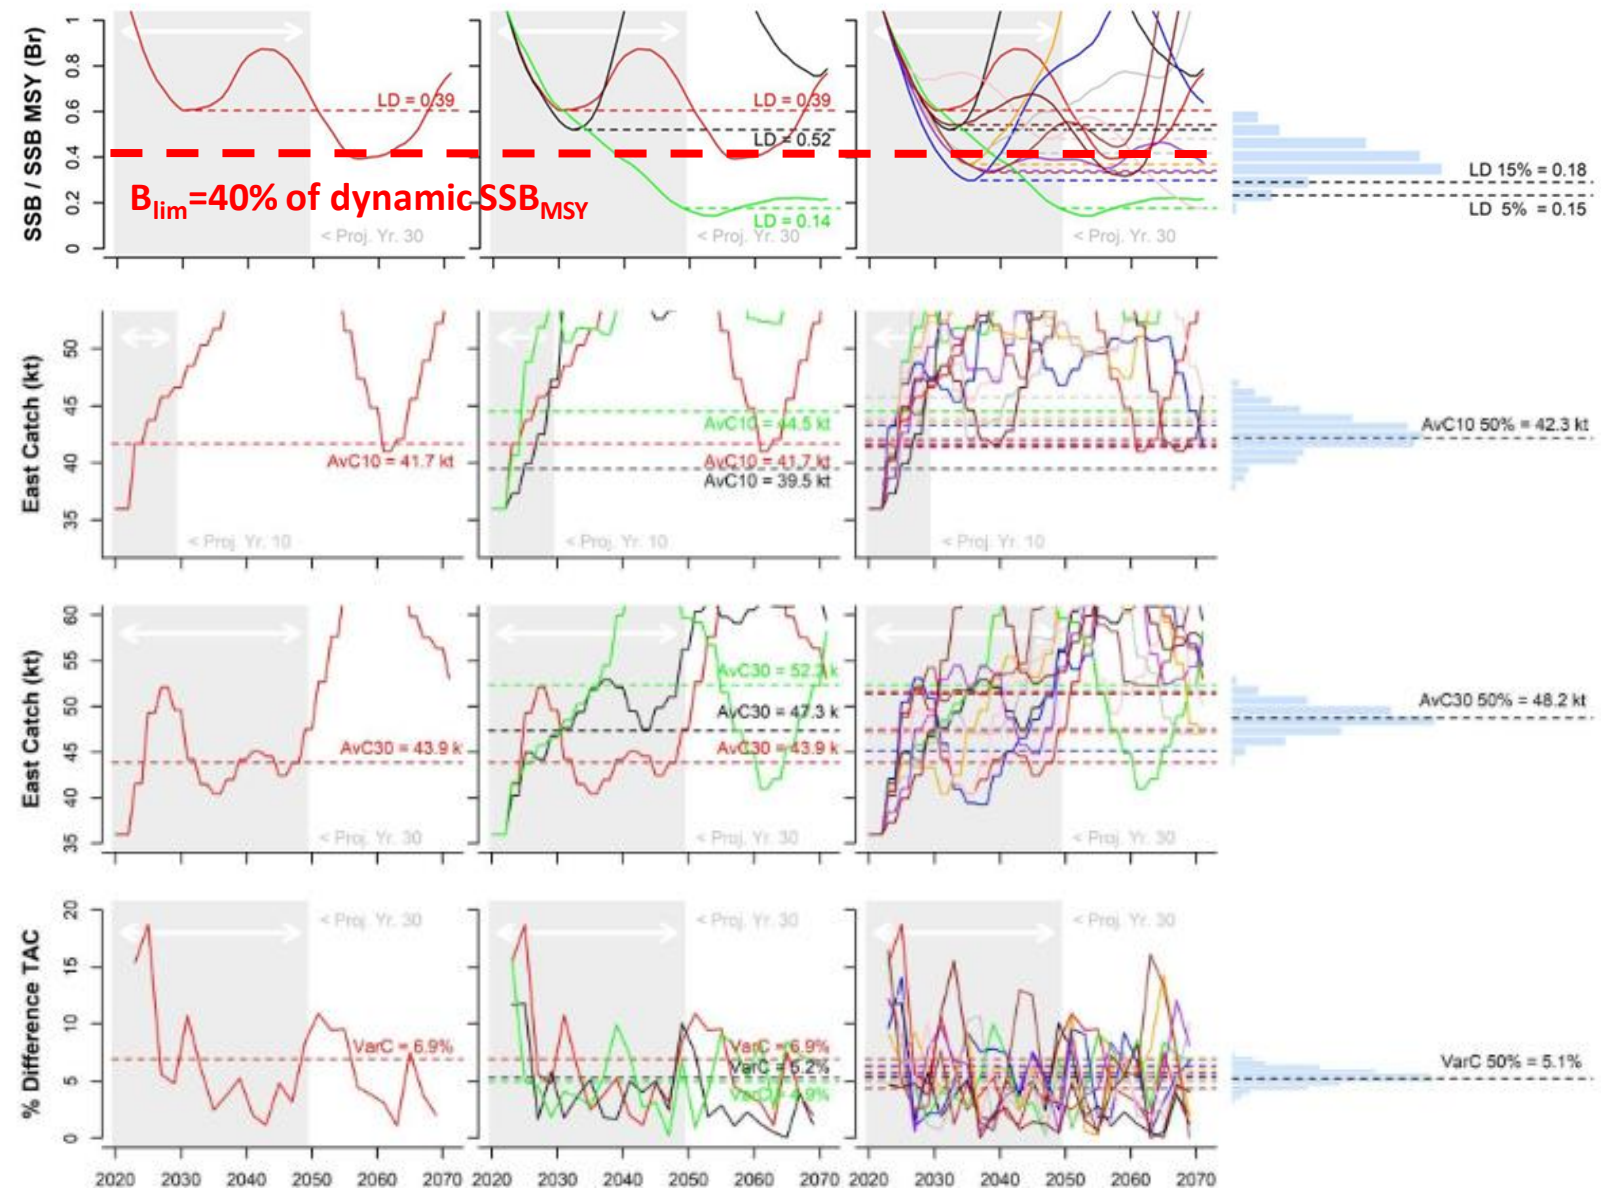 SSB / SSB MSY (Br)
0 0.2 0.4 0.6 0.8 1
LD = 0.39
B_lim=40% of dynamic SSB_MSY
< Proj. Yr. 30
LD = 0.39
LD = 0.52
LD = 0.14
< Proj. Yr. 30
< Proj. Yr. 30
LD 15% = 0.18
LD 5% = 0.15
East Catch (kt)
35 40 45 50
AvC10 = 41.7 kt
< Proj. Yr. 10
AvC10 = 44.5 kt
AvC10 = 41.7 kt
AvC10 = 39.5 kt
< Proj. Yr. 10
< Proj. Yr. 10
AvC10 50% = 42.3 kt
East Catch (kt)
35 40 45 50 55 60
AvC30 = 43.9 k
< Proj. Yr. 30
AvC30 = 52.3 k
AvC30 = 47.3 k
AvC30 = 43.9 k
< Proj. Yr. 30
< Proj. Yr. 30
AvC30 50% = 48.2 kt
% Difference TAC
0 5 10 15 20
< Proj. Yr. 30
VarC = 6.9%
< Proj. Yr. 30
VarC = 6.9%
VarC = 5.2%
VarC = 4.9%
< Proj. Yr. 30
VarC 50% = 5.1%
2020 2030 2040 2050 2060 2070
2020 2030 2040 2050 2060 2070
2020 2030 2040 2050 2060 2070